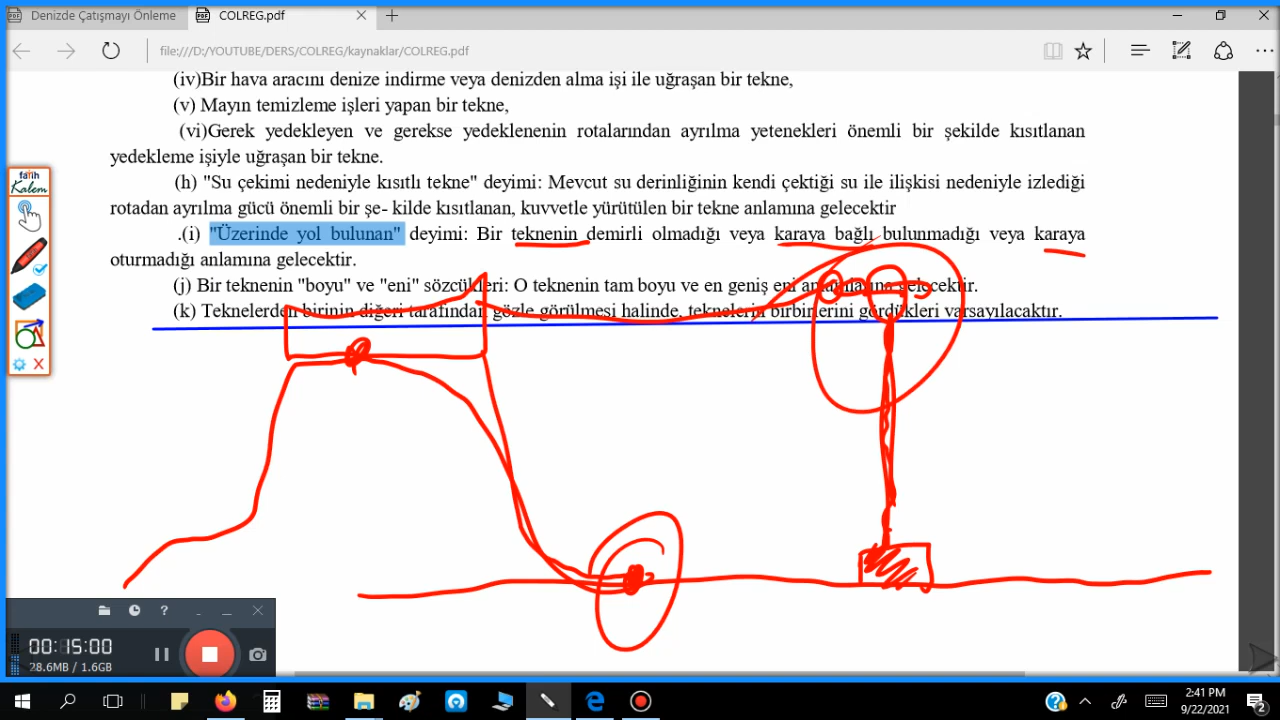 Denizde Çatışmayı Önleme
COLREG.pdf
file:///D:/YOUTUBE/DERS/COLREG/kaynaklar/COLREG.pdf
(iv)Bir hava aracını denize indirme veya denizden alma işi ile uğraşan bir tekne,
(v) Mayın temizleme işleri yapan bir tekne,
(vi)Gerek yedekleyen ve gerekse yedeklenenin rotalarından ayrılma yetenekleri önemli bir şekilde kısıtlanan
yedekleme işiyle uğraşan bir tekne.
(h) "Su çekimi nedeniyle kısıtlı tekne" deyimi: Mevcut su derinliğinin kendi çektiği su ile ilişkisi nedeniyle izlediği
rotadan ayrılma gücü önemli bir şe- kilde kısıtlanan, kuvvetle yürütülen bir tekne anlamına gelecektir
.(i) "Üzerinde yol bulunan" deyimi: Bir teknenin demirli olmadığı veya karaya bağlı bulunmadığı veya karaya
oturmadığı anlamına gelecektir.
(j) Bir teknenin "boyu" ve "eni" sözcükleri: O teknenin tam boyu ve en geniş eni anlamına gelecektir.
(k) Teknelerden birinin diğeri tarafından gözle görülmesi halinde, teknelerin birbirlerini gördükleri varsayılacaktır.
fatih
Kalem
00:15:00
28.6MB / 1.6GB
2:41 PM
9/22/2021
2